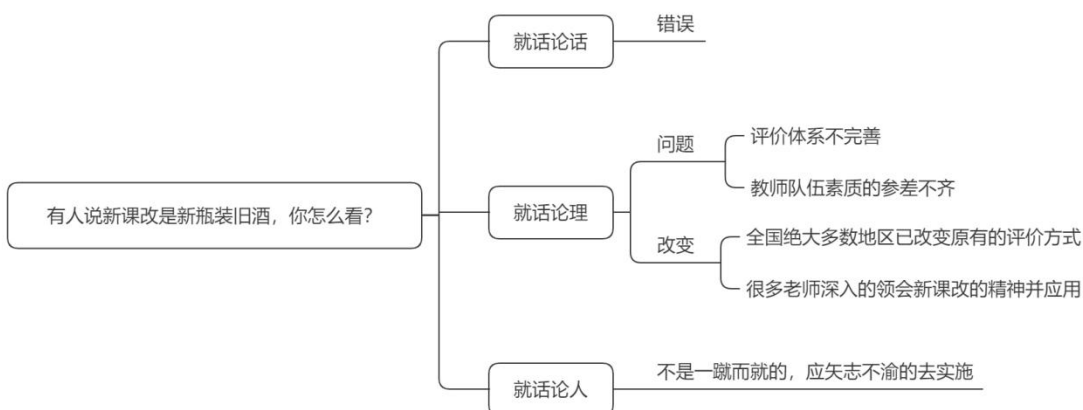 有人说新课改是新瓶装旧酒，你怎么看?
就话论话
错误
就话论理
问题
评价体系不完善
教师队伍素质的参差不齐
改变
全国绝大多数地区已改变原有的评价方式
很多老师深入的领会新课改的精神并应用
就话论人
不是一蹴而就的，应矢志不渝的去实施